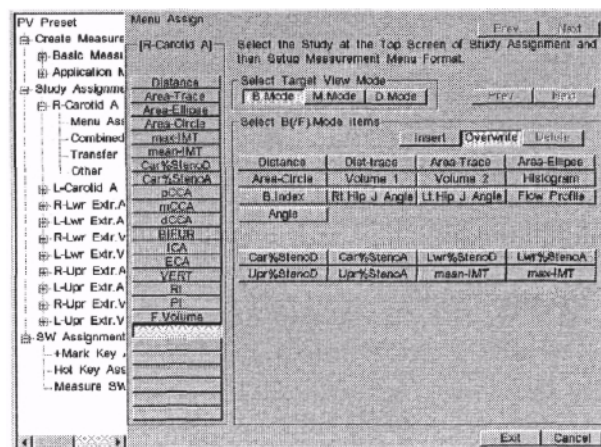 PV Preset
Create Measure
Basic Meas
Application M
Study Assignme
R-Carotid A
Menu Ass
Combined
Transfer
Other
L-Carotid A
R-Lwr Extr.A
L-Lwr Extr.A
R-Lwr Extr.V
L-Lwr Extr.V
R-Upr Extr.A
L-Upr Extr.A
R-Upr Extr.V
L-Upr Extr.V
SW Assignment
+Mark Key
Hot Key Ass
Measure SW
Menu Assign
[R-Carotid A]
Distance
Area-Trace
Area-Ellipse
Area-Circle
max-IMT
mean-IMT
Car%StenoD
Car%StenoA
pCCA
mCCA
dCCA
BIFUR
ICA
ECA
VERT
RI
PI
F.Volume
Prev Next
Select the Study at the Top Screen of Study Assignment and
then Setup Measurement Menu Format.
Select Target View Mode
B.Mode M.Mode D.Mode Prev Next
Select B(/F).Mode items
Insert Overwrite Delete
Distance Dist-trace Area-Trace Area-Ellipse
Area-Circle Volume 1 Volume 2 Histogram
B.Index Rt.Hip J Angle Lt.Hip J Angle Flow Profile
Angle
Car%StenoD Car%StenoA Lwr%StenoD Lwr%StenoA
Upr%StenoD Upr%StenoA mean-IMT max-IMT
Exit Cancel